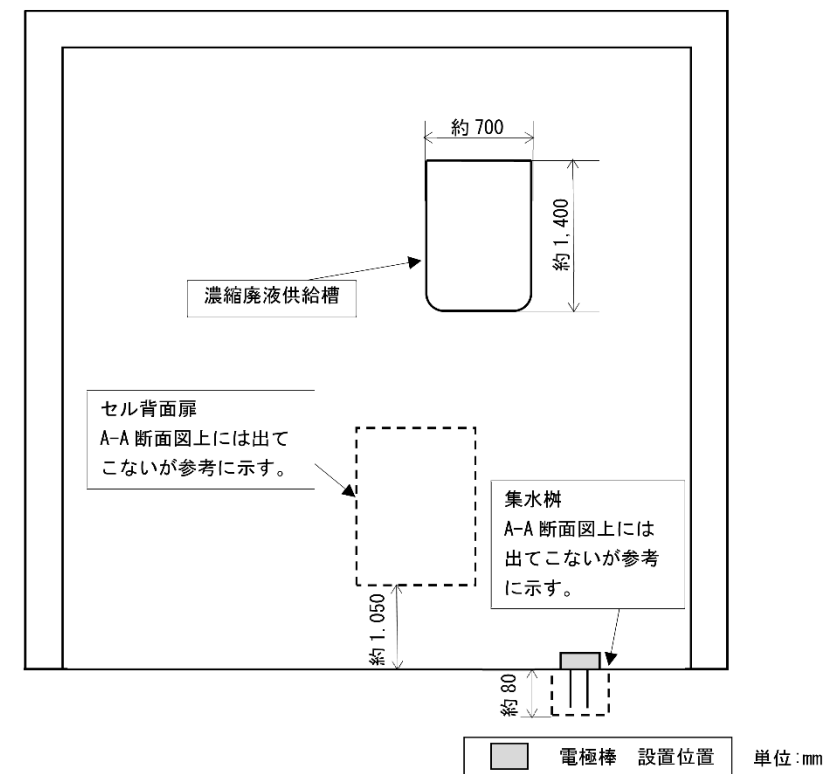 約 700
約 1,400
濃縮廃液供給槽
セル背面扉
A-A 断面図上には出て
こないが参考に示す。
集水桝
A-A 断面図上には
出てこないが参考
に示す。
約 1.050
約 80
電極棒　設置位置
単位:mm